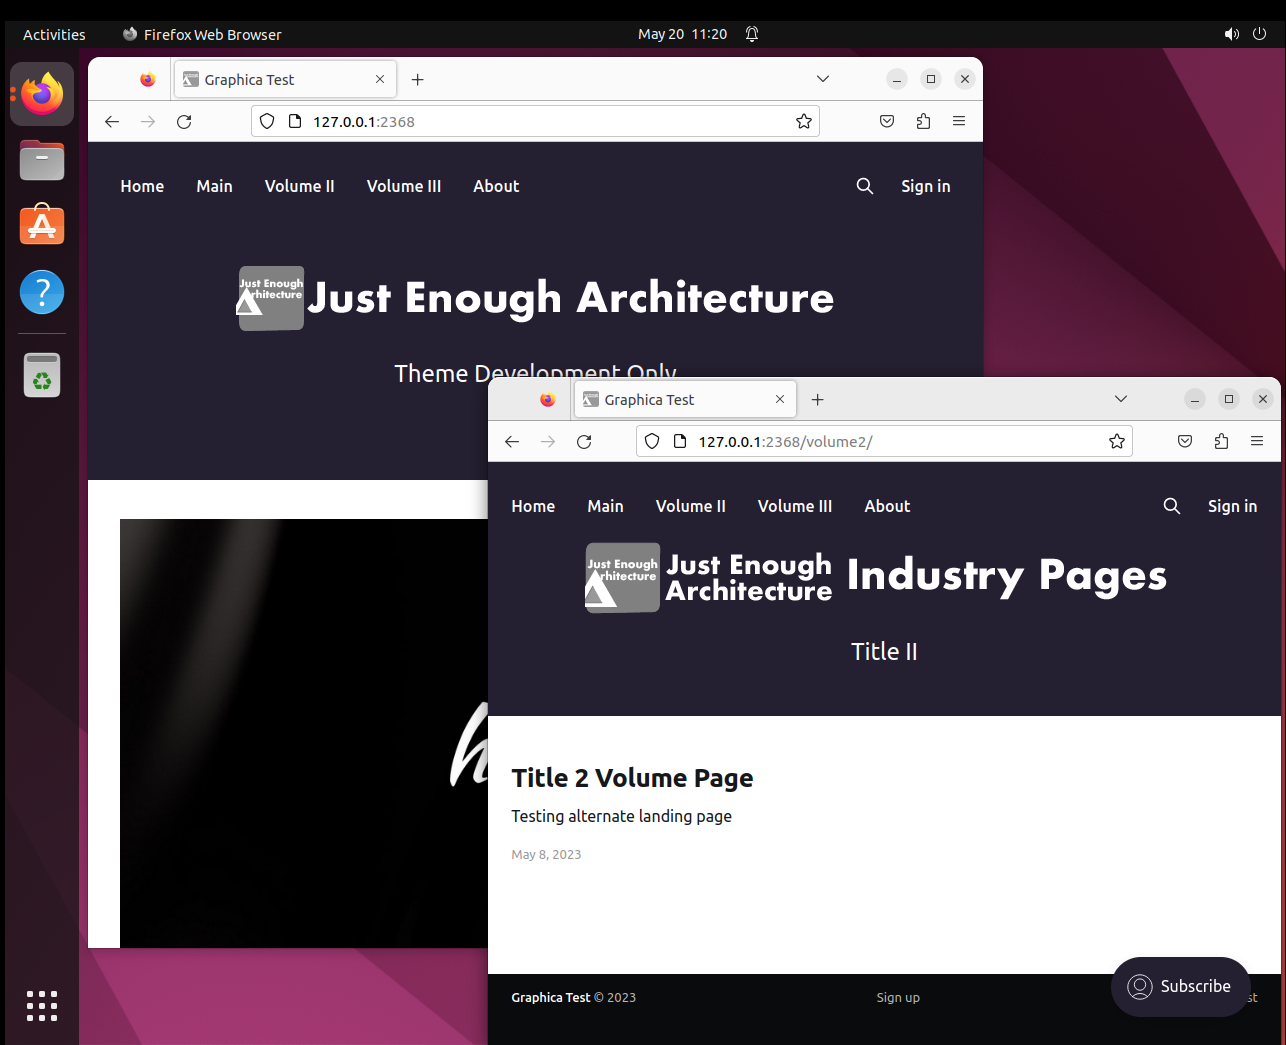 Activities
Firefox Web Browser
May 20 11:20
Graphica Test
127.0.0.1:2368
Home Main Volume II Volume III About
Sign in
Just Enough
rhitecture
Just Enough Architecture
Theme Development Only
Graphica Test
127.0.0.1:2368/volume2/
Home Main Volume II Volume III About
Sign in
Just Enough
rhitecture
Just Enough
Architecture
Industry Pages
Title II
h
Title 2 Volume Page
Testing alternate landing page
May 8, 2023
Graphica Test © 2023
Sign up
Subscribe
st